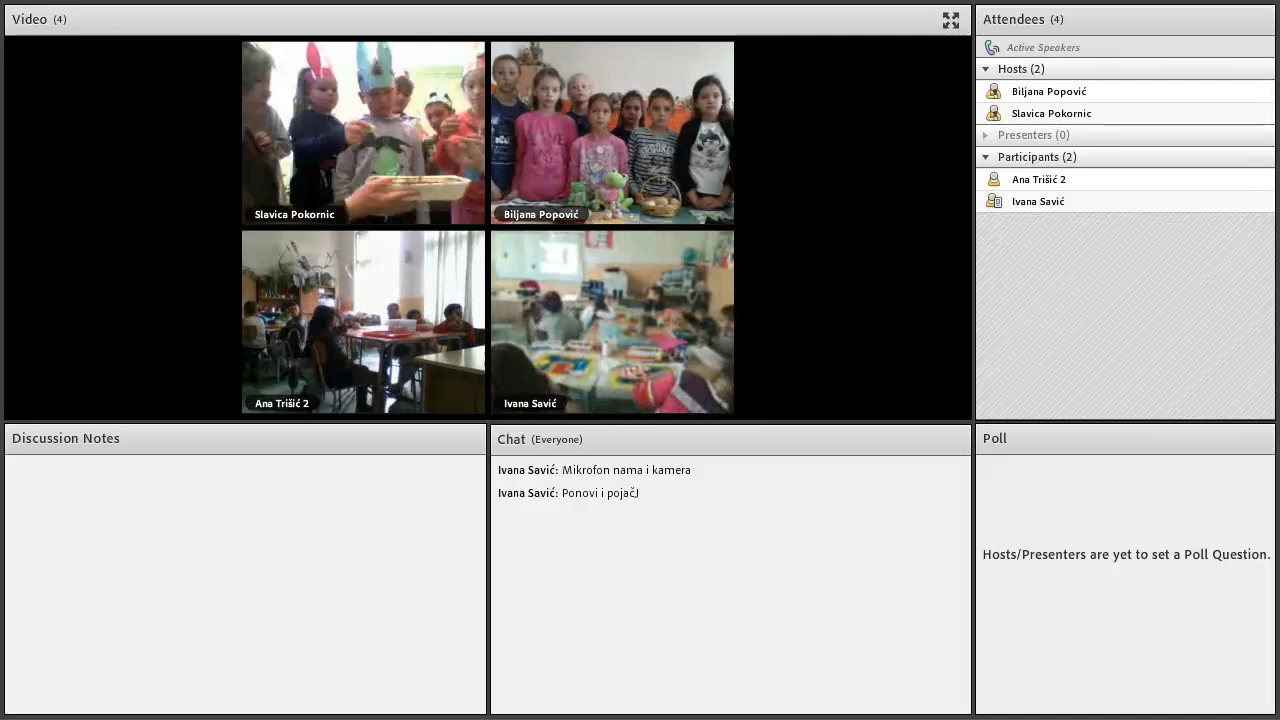 Video (4)
Slavica Pokornic
Biljana Popović
Ana Trišić 2
Ivana Savić
Attendees (4)
Active Speakers
Hosts (2)
Biljana Popović
Slavica Pokornic
Presenters (0)
Participants (2)
Ana Trišić 2
Ivana Savić
Discussion Notes
Chat (Everyone)
Ivana Savić: Mikrofon nama i kamera
Ivana Savić: Ponovi i pojačJ
Poll
Hosts/Presenters are yet to set a Poll Question.